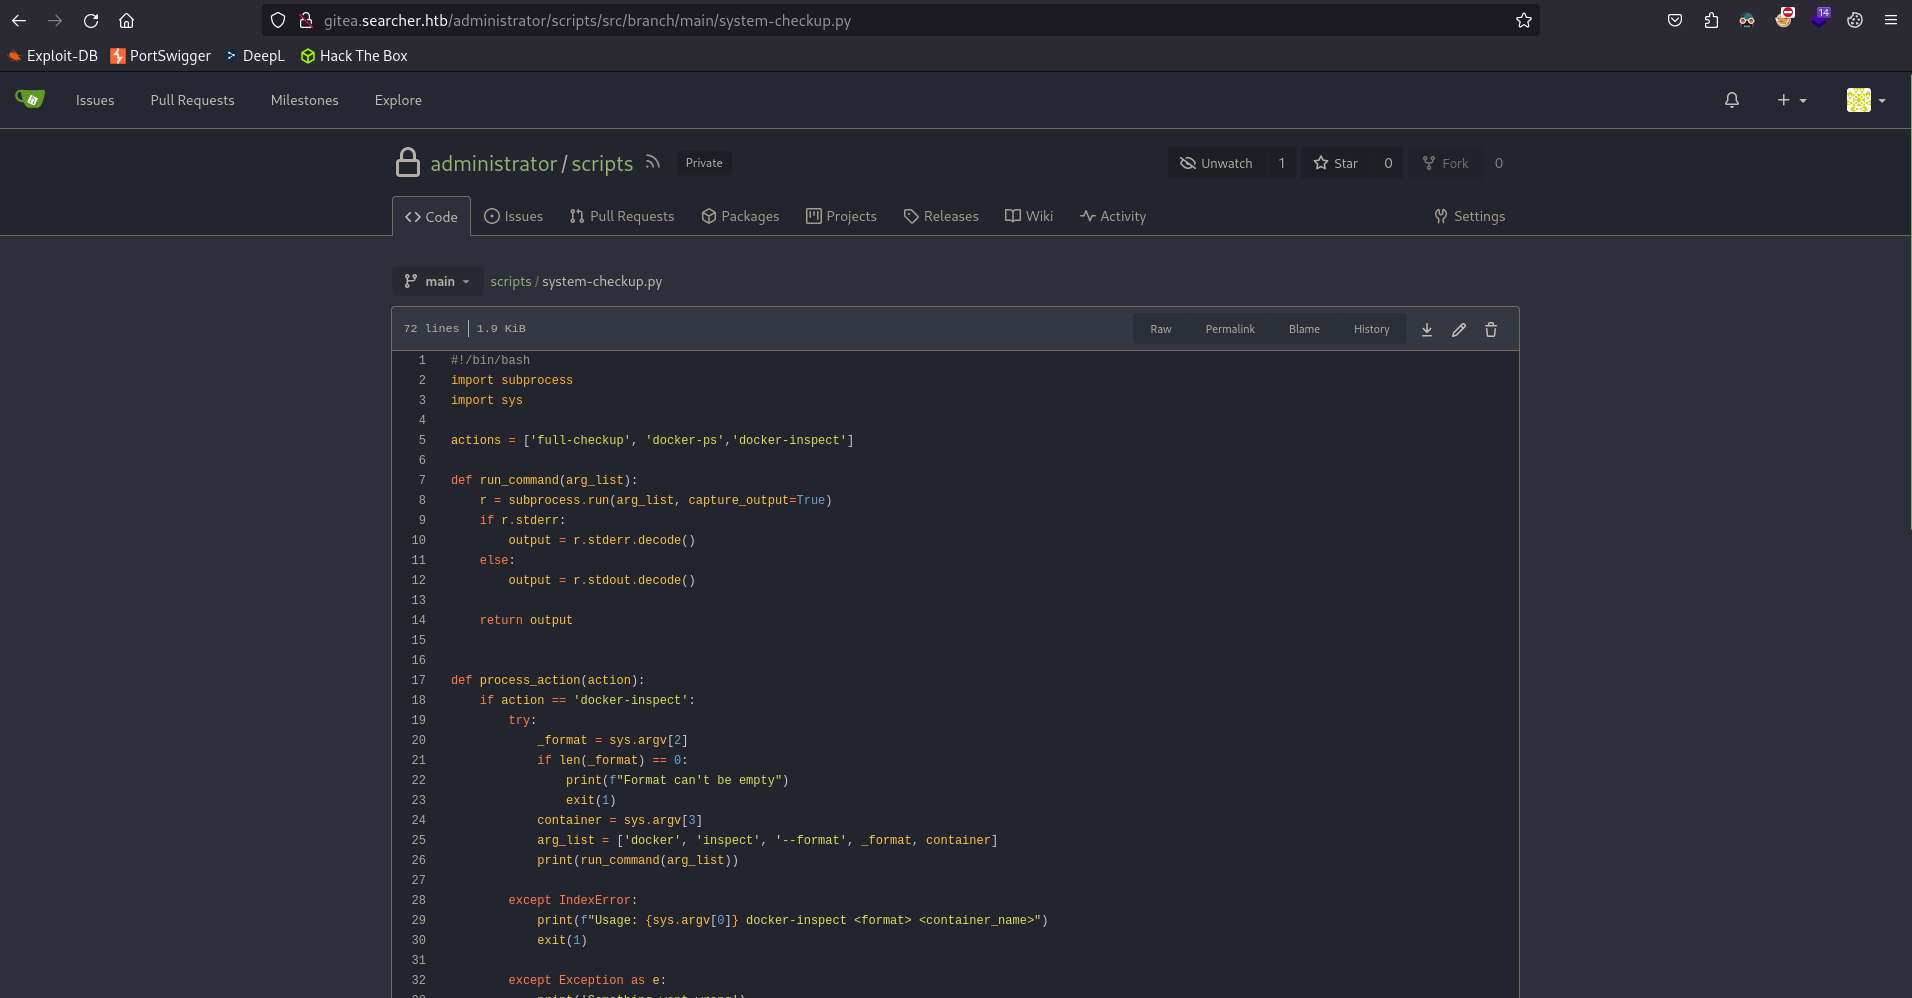 gitea.searcher.htb/administrator/scripts/src/branch/main/system-checkup.py
14
Exploit-DB PortSwigger DeepL Hack The Box
Issues Pull Requests Milestones Explore
administrator / scripts Private Unwatch 1 Star 0 Fork 0
Code Issues Pull Requests Packages Projects Releases Wiki Activity Settings
main scripts / system-checkup.py
72 lines 1.9 KiB Raw Permalink Blame History
1 #!/bin/bash
2 import subprocess
3 import sys
4
5 actions = ['full-checkup', 'docker-ps','docker-inspect']
6
7 def run_command(arg_list):
8     r = subprocess.run(arg_list, capture_output=True)
9     if r.stderr:
10         output = r.stderr.decode()
11     else:
12         output = r.stdout.decode()
13
14     return output
15
16
17 def process_action(action):
18     if action == 'docker-inspect':
19         try:
20             _format = sys.argv[2]
21             if len(_format) == 0:
22                 print(f"Format can't be empty")
23                 exit(1)
24             container = sys.argv[3]
25             arg_list = ['docker', 'inspect', '--format', _format, container]
26             print(run_command(arg_list))
27
28         except IndexError:
29             print(f"Usage: {sys.argv[0]} docker-inspect <format> <container_name>")
30             exit(1)
31
32         except Exception as e:
33             print('Something went wrong')